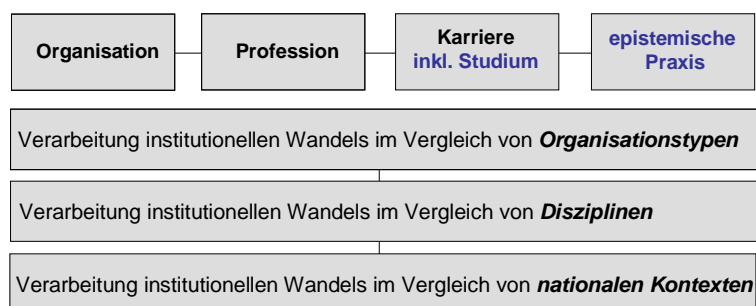 Organisation
Profession
Karriere
inkl. Studium
epistemische
Praxis
Verarbeitung institutionellen Wandels im Vergleich von Organisationstypen
Verarbeitung institutionellen Wandels im Vergleich von Disziplinen
Verarbeitung institutionellen Wandels im Vergleich von nationalen Kontexten